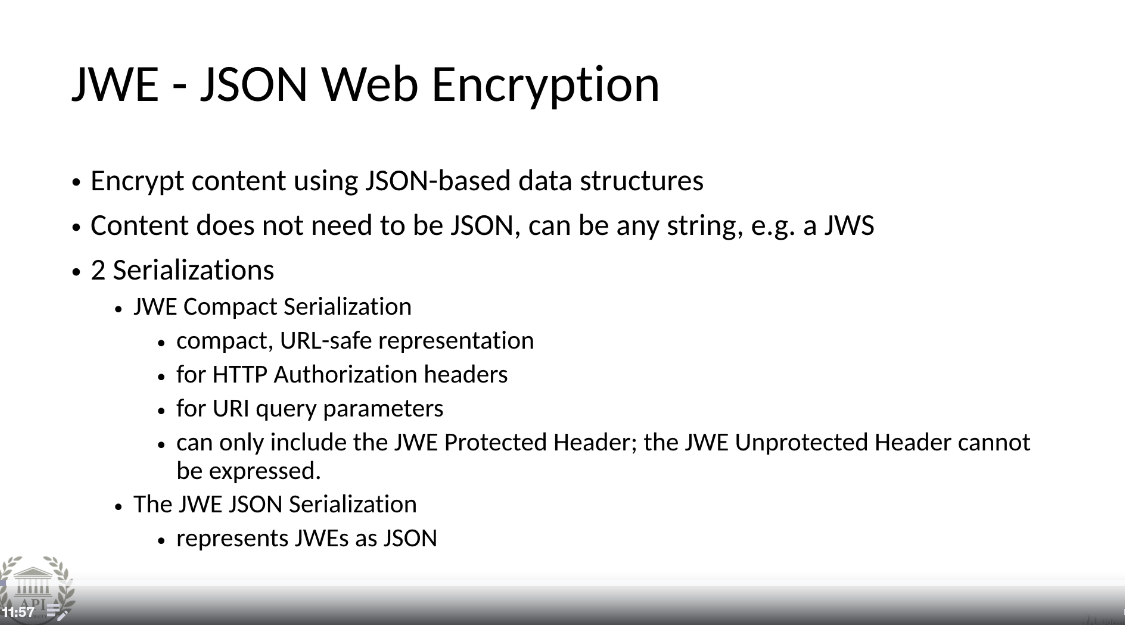 JWE - JSON Web Encryption
• Encrypt content using JSON-based data structures
• Content does not need to be JSON, can be any string, e.g. a JWS
• 2 Serializations
• JWE Compact Serialization
• compact, URL-safe representation
• for HTTP Authorization headers
• for URI query parameters
• can only include the JWE Protected Header; the JWE Unprotected Header cannot
be expressed.
• The JWE JSON Serialization
• represents JWEs as JSON
API
11:57